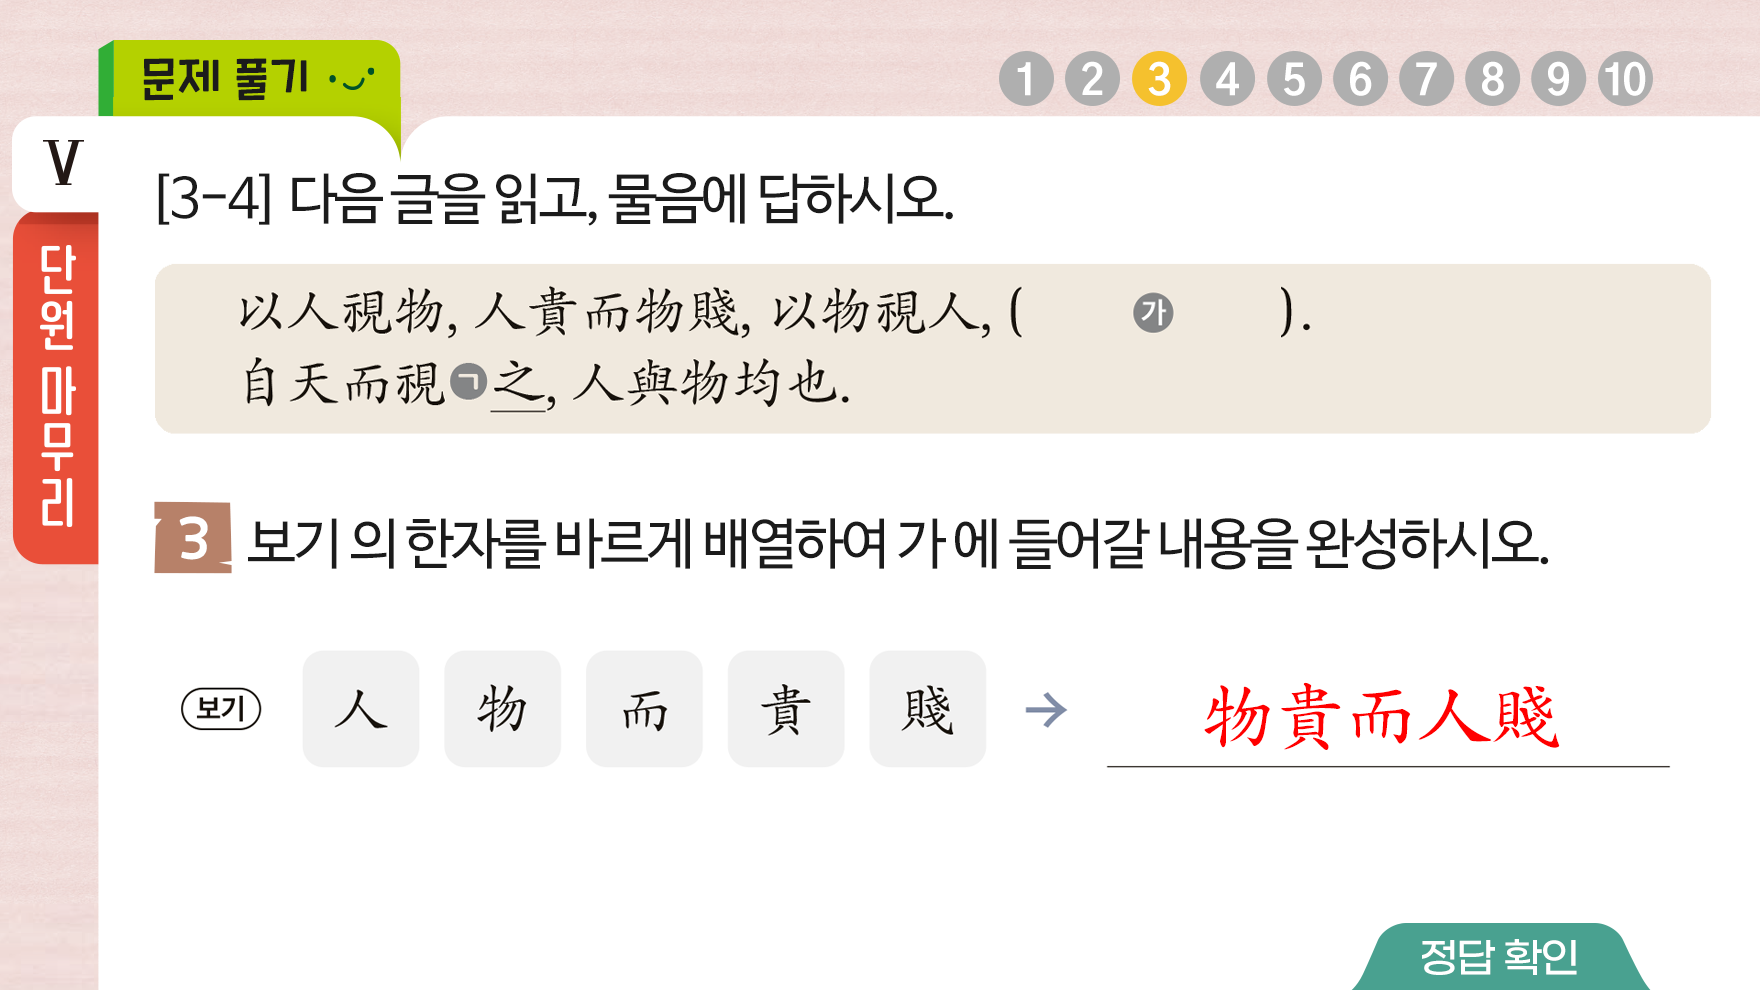 문제 풀기
1 2 3 4 5 6 7 8 9 10
V
단원 마무리
[3-4] 다음 글을 읽고, 물음에 답하시오.
以人視物, 人貴而物賤, 以物視人, ( 가 ).
自天而視ㄱ之, 人與物均也.
3 보기 의 한자를 바르게 배열하여 가 에 들어갈 내용을 완성하시오.
보기 人 物 而 貴 賤 → 物貴而人賤
정답 확인